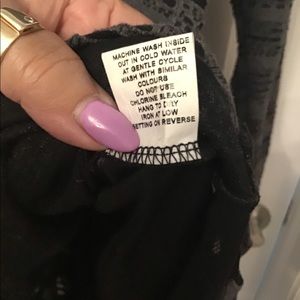 MACHINE WASH INSIDE
OUT IN COLD WATER
AT GENTLE CYCLE
WASH WITH SIMILAR
COLOURS
DO NOT USE
CHLORINE BLEACH
HANG TO DRY
IRON AT LOW
SETTING ON REVERSE